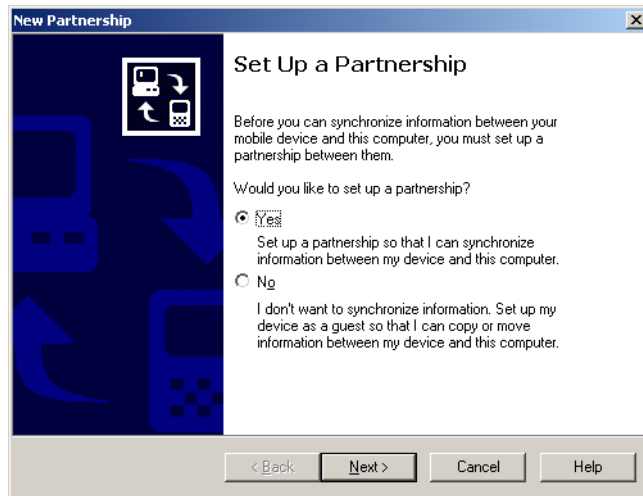 New Partnership
Set Up a Partnership
Before you can synchronize information between your
mobile device and this computer, you must set up a
partnership between them.
Would you like to set up a partnership?
Yes
Set up a partnership so that I can synchronize
information between my device and this computer.
No
I don't want to synchronize information. Set up my
device as a guest so that I can copy or move
information between my device and this computer.
< Back
Next >
Cancel
Help